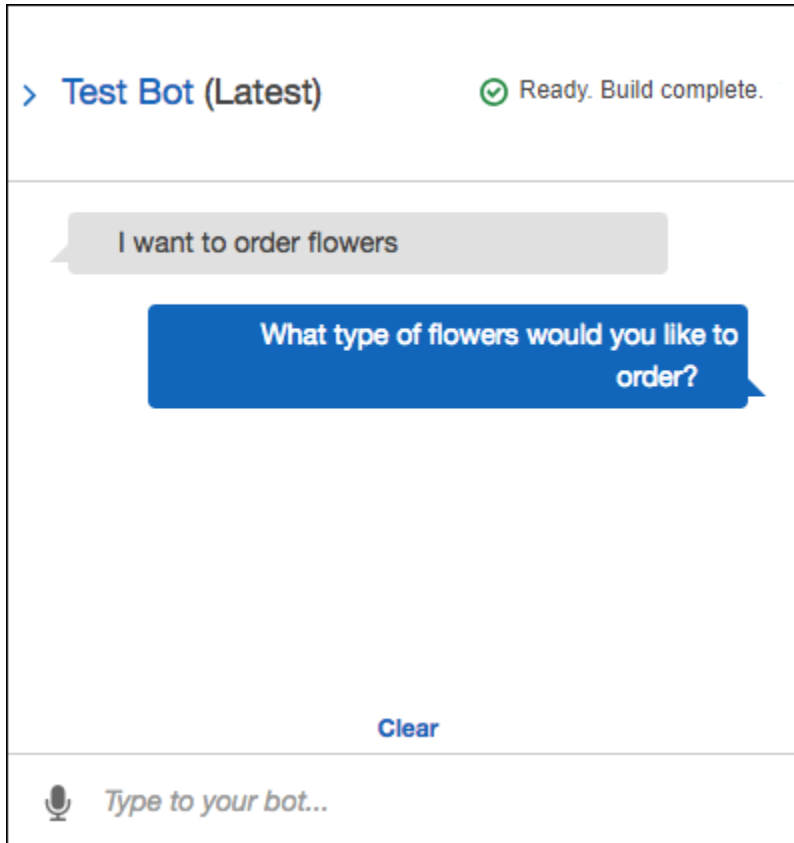 Test Bot (Latest)
Ready. Build complete.
I want to order flowers
What type of flowers would you like to
order?
Clear
Type to your bot...